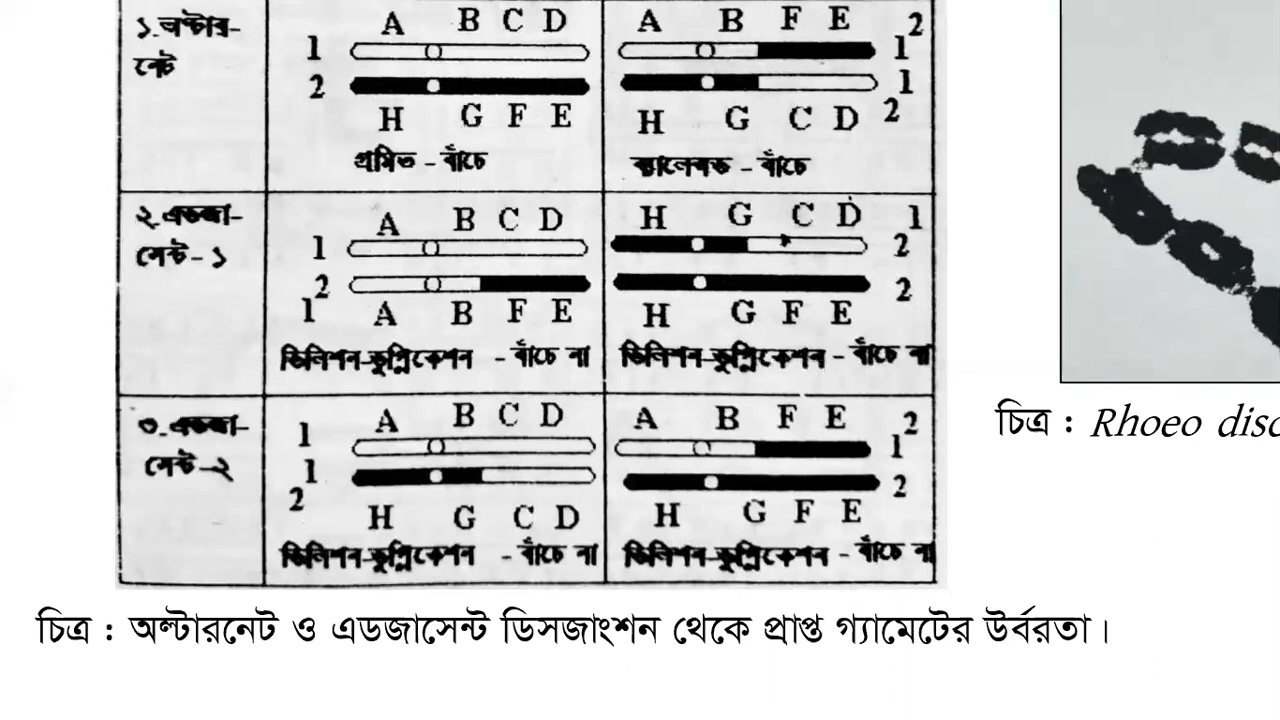 ১. অল্টার-
নেট
A B C D
1
2
H G F E
প্রমিত - বাঁচে
A B F E 2
1
1
H G C D 2
ব্যালেন্সড - বাঁচে
২. এডজা-
সেন্ট - ১
A B C D
1
2
1 A B F E
ডিলিশন-ডুপ্লিকেশন - বাঁচে না
H G C D 1
2
2
H G F E
ডিলিশন-ডুপ্লিকেশন - বাঁচে না
৩. এডজা-
সেন্ট - ২
A B C D
1
1
2
H G C D
ডিলিশন-ডুপ্লিকেশন - বাঁচে না
A B F E 2
1
2
H G F E
ডিলিশন-ডুপ্লিকেশন - বাঁচে না
চিত্র : Rhoeo disc
চিত্র : অল্টারনেট ও এডজাসেন্ট ডিসজাংশন থেকে প্রাপ্ত গ্যামেটের উর্বরতা।